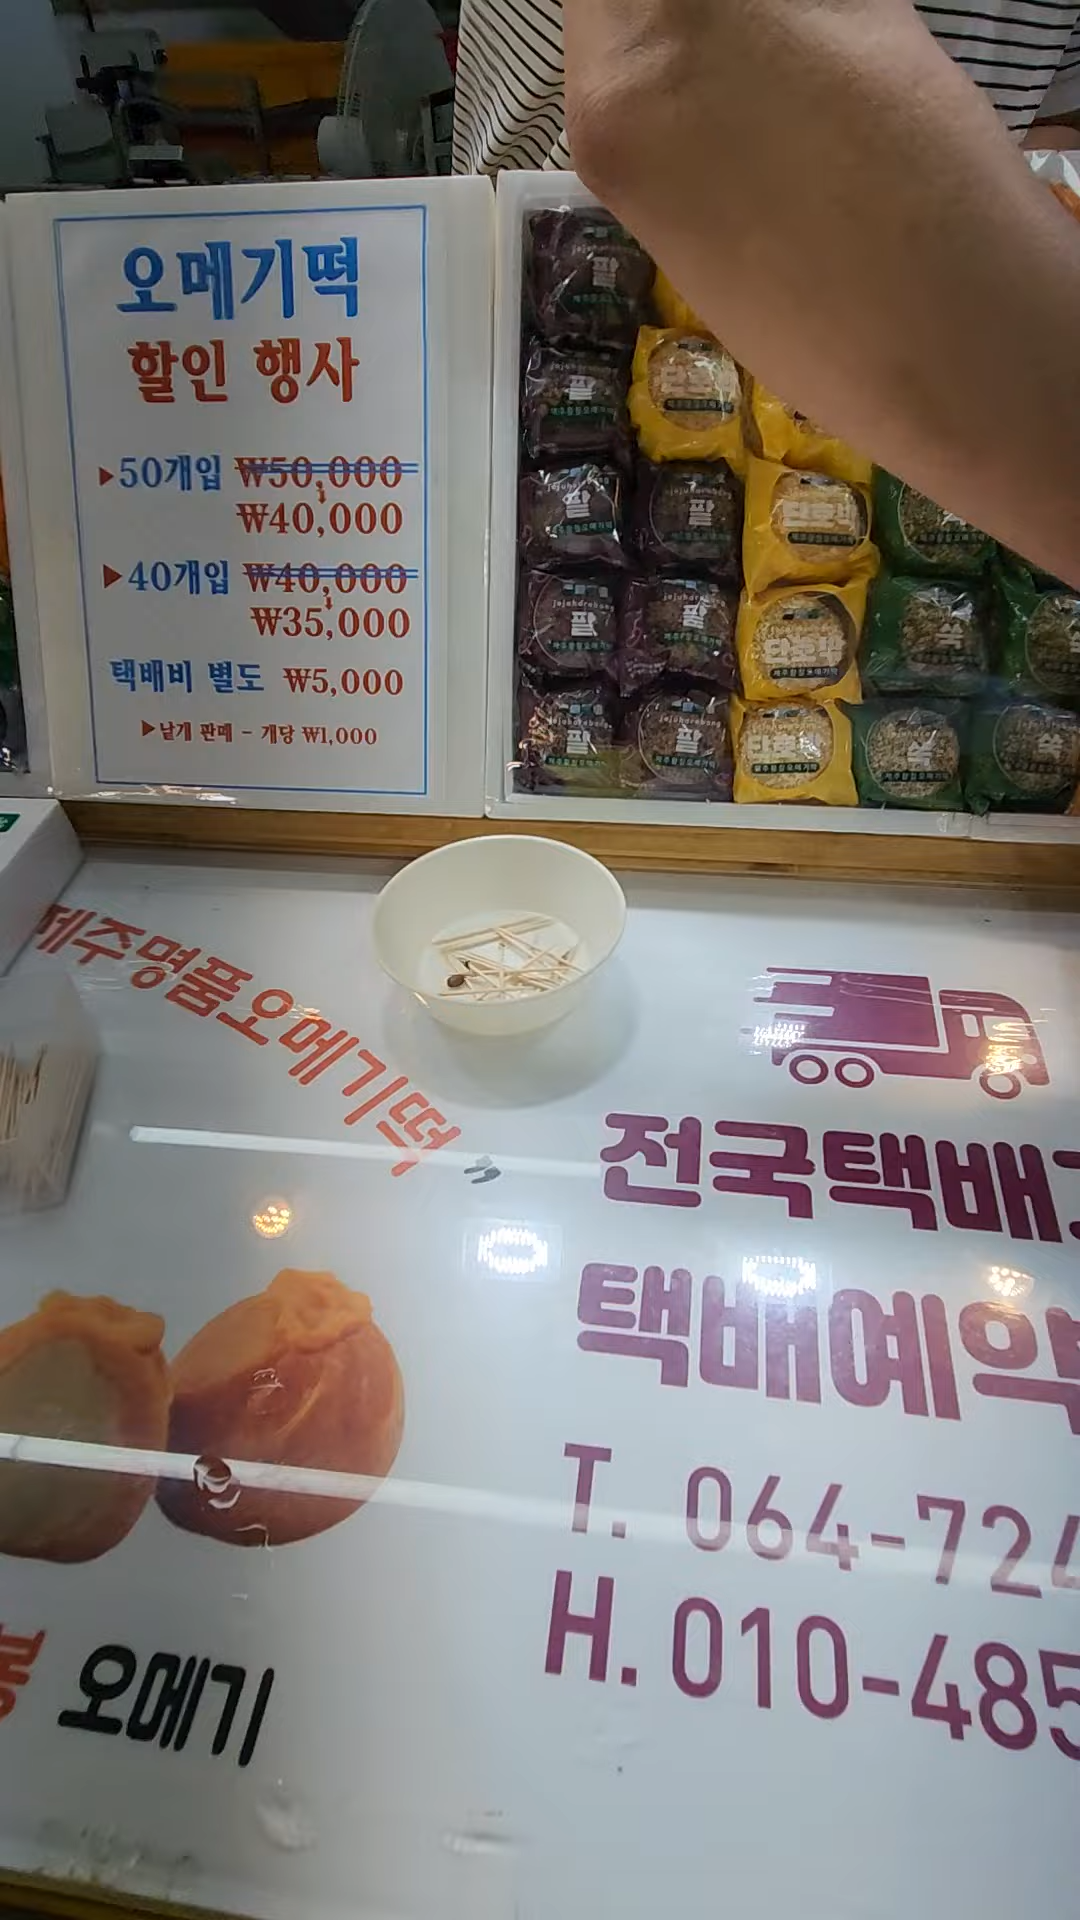 오메기떡
할인 행사
▶50개입 ₩50,000
₩40,000
▶40개입 ₩40,000
₩35,000
택배비 별도 ₩5,000
▶낱개 판매 - 개당 ₩1,000
jejuhdrebang
팥
단호박
쑥
제주명품오메기떡"
전국택배
택배예약
T. 064-724
H. 010-485
오메기